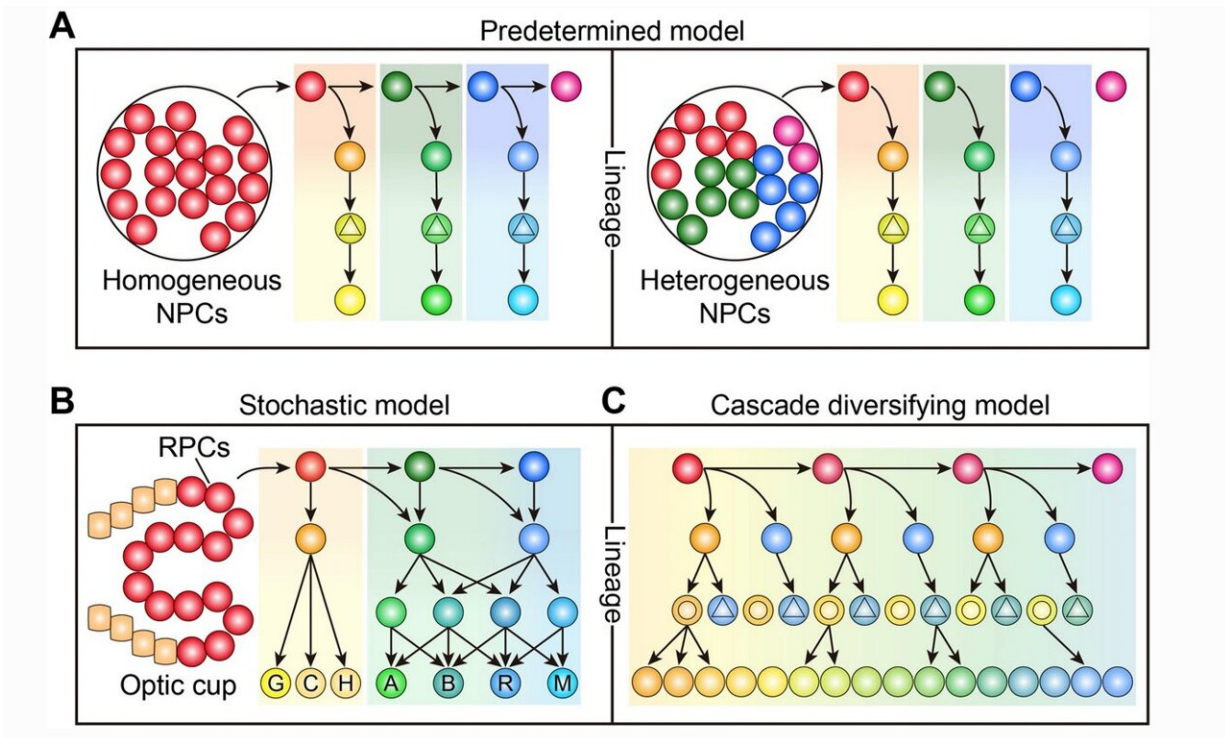 A
Predetermined model
Homogeneous
NPCs
Lineage
Heterogeneous
NPCs
B
Stochastic model
RPCs
Optic cup
G C H A B R M
C
Cascade diversifying model
Lineage